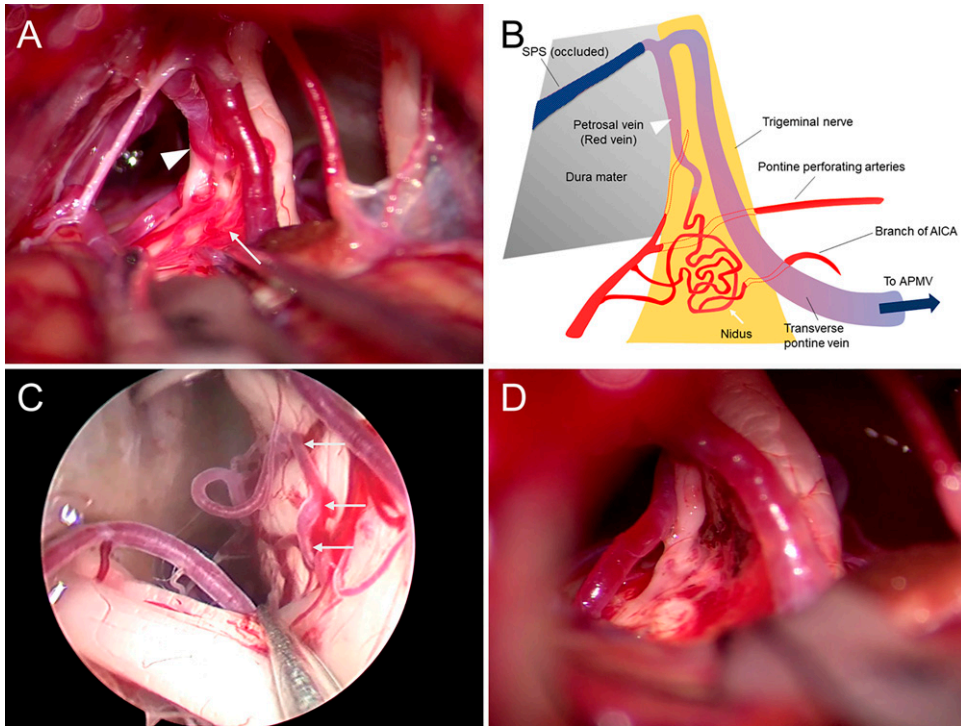 A
B
SPS (occluded)
Petrosal vein
(Red vein)
Dura mater
Trigeminal nerve
Pontine perforating arteries
Branch of AICA
To APMV
Nidus
Transverse
pontine vein
C
D